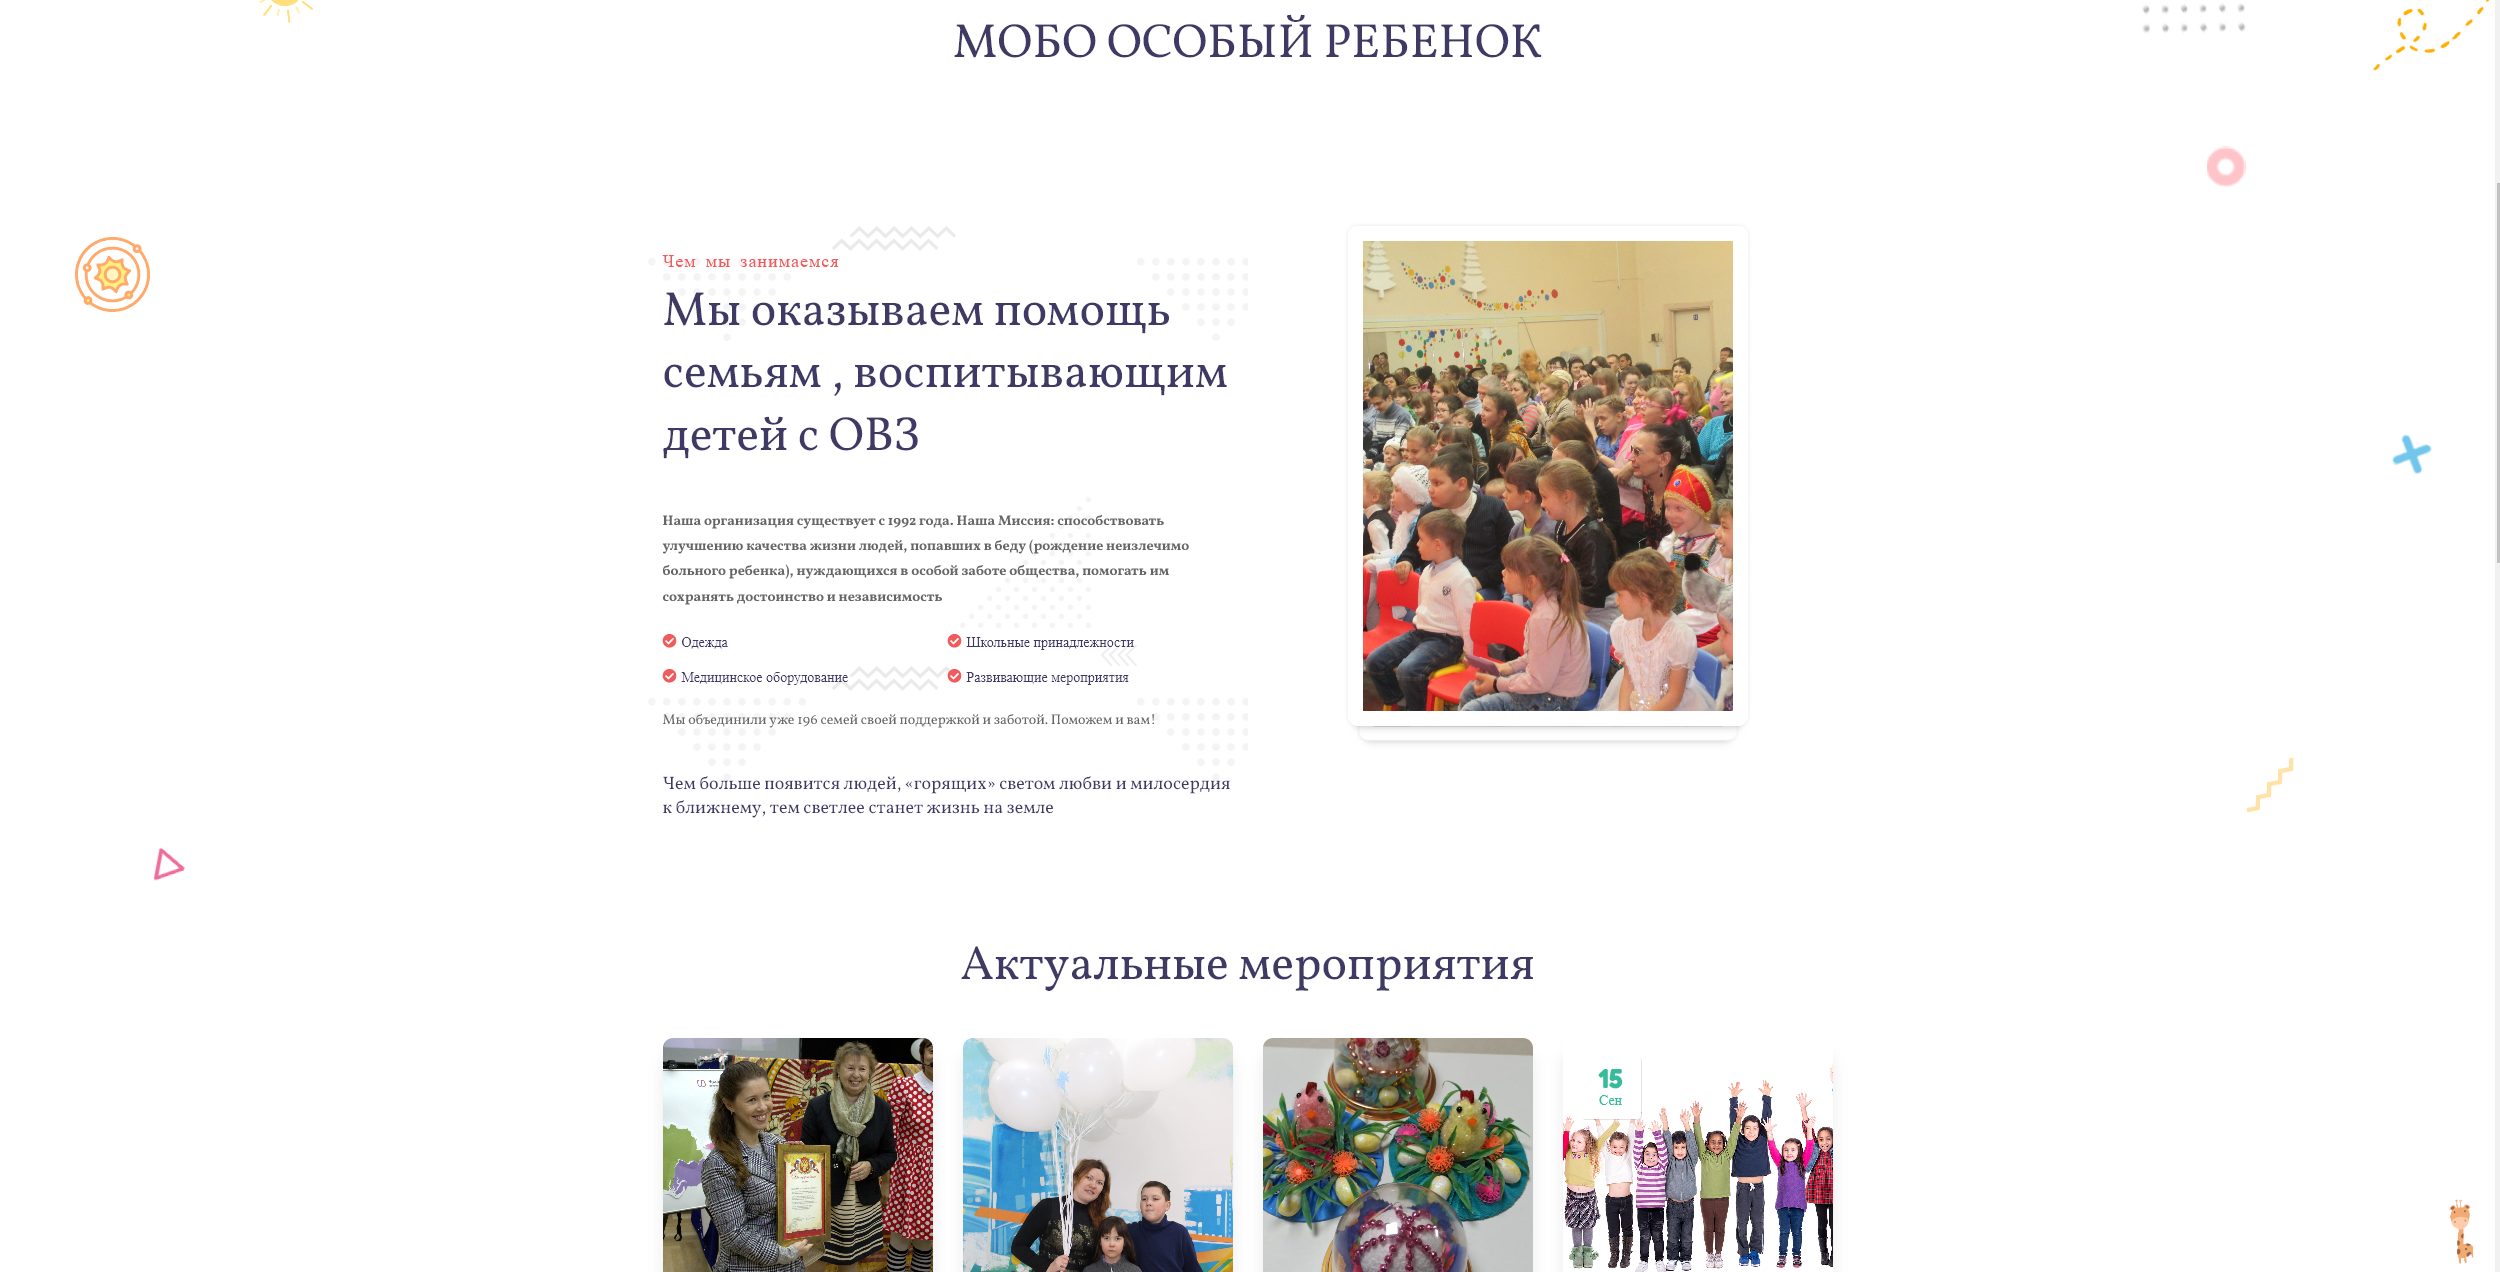 МОБО ОСОБЫЙ РЕБЕНОК
Чем мы занимаемся
Мы оказываем помощь
семьям , воспитывающим
детей с ОВЗ
Наша организация существует с 1992 года. Наша Миссия: способствовать
улучшению качества жизни людей, попавших в беду (рождение неизлечимо
больного ребенка), нуждающихся в особой заботе общества, помогать им
сохранять достоинство и независимость
Одежда
Школьные принадлежности
Медицинское оборудование
Развивающие мероприятия
Мы объединили уже 196 семей своей поддержкой и заботой. Поможем и вам!
Чем больше появится людей, «горящих» светом любви и милосердия
к ближнему, тем светлее станет жизнь на земле
Актуальные мероприятия
15
Сен